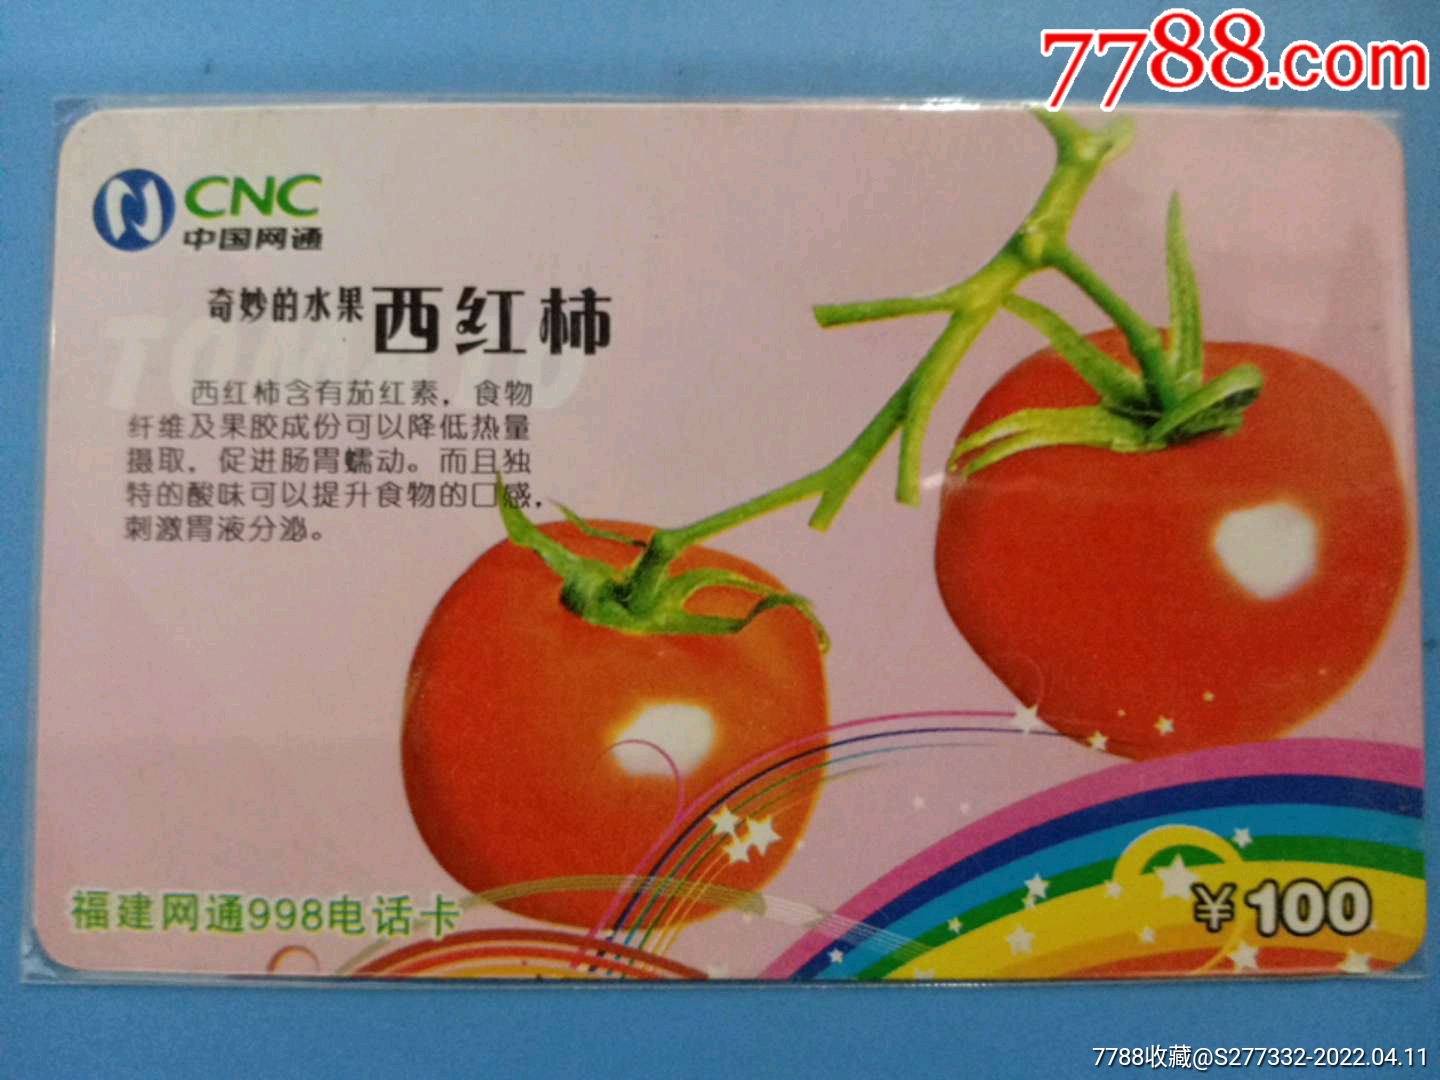 7788.com
CNC
中国网通
奇妙的水果 西红柿
TOMATO
西红柿含有茄红素，食物
纤维及果胶成份可以降低热量
摄取，促进肠胃蠕动。而且独
特的酸味可以提升食物的口感，
刺激胃液分泌。
福建网通998电话卡
¥100
7788收藏@S277332-2022.04.11